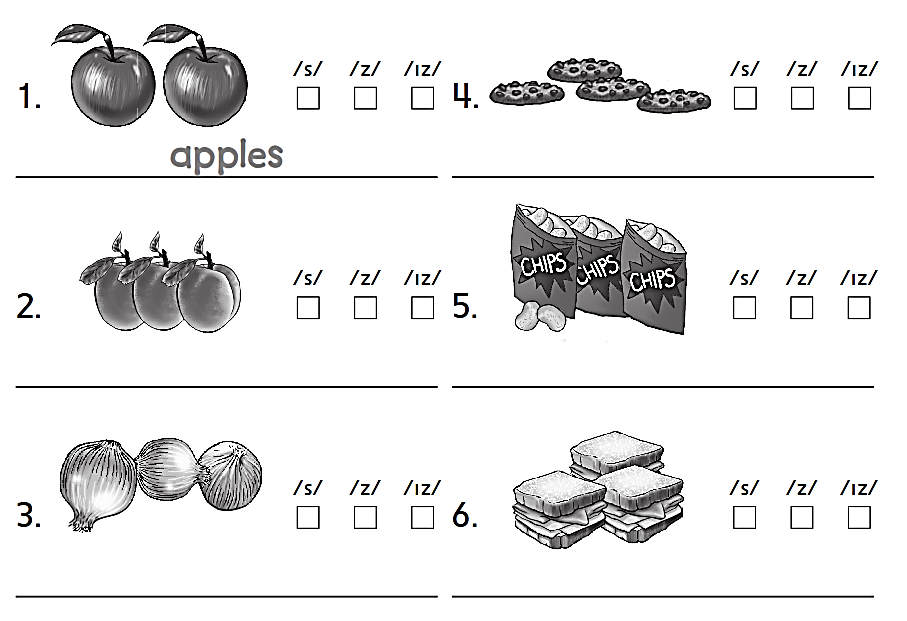 1. /s/ /z/ /ɪz/
apples
2. /s/ /z/ /ɪz/
3. /s/ /z/ /ɪz/
4. /s/ /z/ /ɪz/
5. CHIPS CHIPS CHIPS /s/ /z/ /ɪz/
6. /s/ /z/ /ɪz/